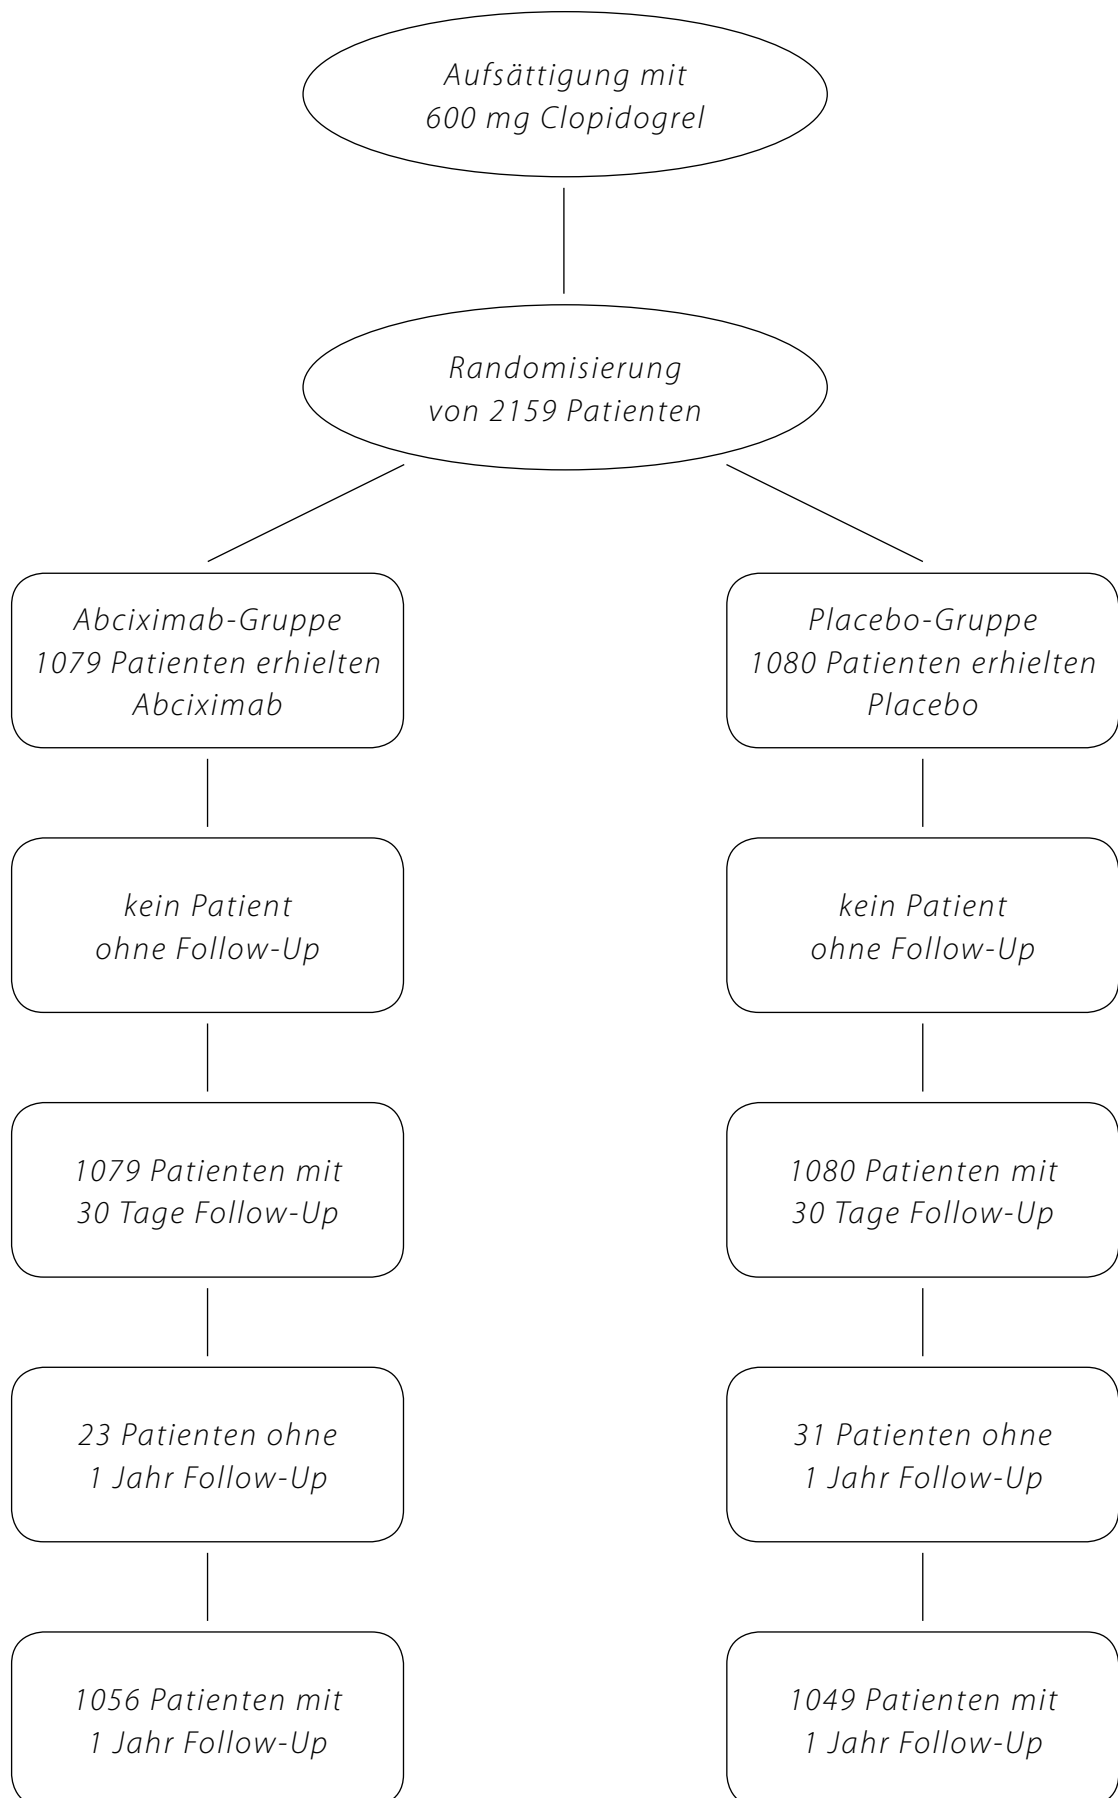 Aufsättigung mit
600 mg Clopidogrel
Randomisierung
von 2159 Patienten
Abciximab-Gruppe
1079 Patienten erhielten
Abciximab
Placebo-Gruppe
1080 Patienten erhielten
Placebo
kein Patient
ohne Follow-Up
kein Patient
ohne Follow-Up
1079 Patienten mit
30 Tage Follow-Up
1080 Patienten mit
30 Tage Follow-Up
23 Patienten ohne
1 Jahr Follow-Up
31 Patienten ohne
1 Jahr Follow-Up
1056 Patienten mit
1 Jahr Follow-Up
1049 Patienten mit
1 Jahr Follow-Up